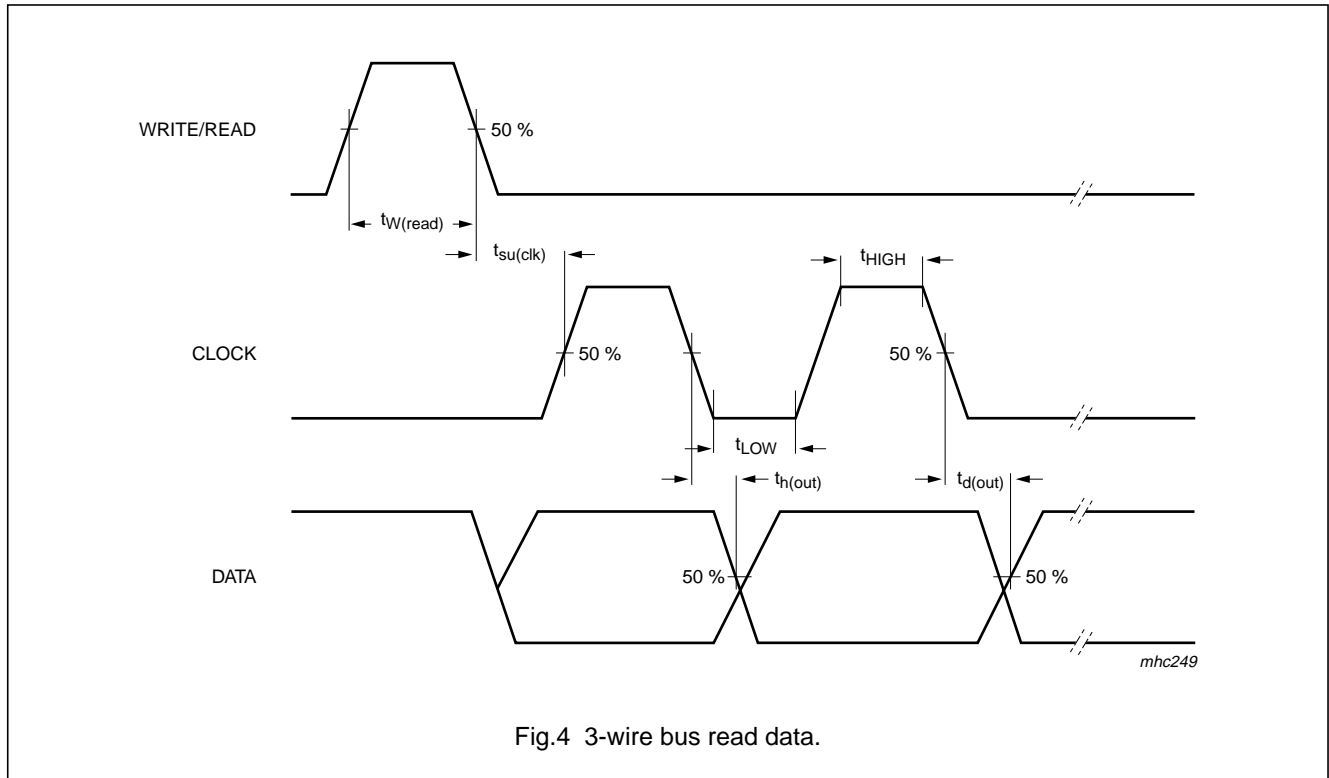 WRITE/READ
50 %
tW(read)
tsu(clk)
tHIGH
CLOCK
50 %
50 %
tLOW
th(out)
td(out)
DATA
50 %
50 %
mhc249
Fig.4 3-wire bus read data.